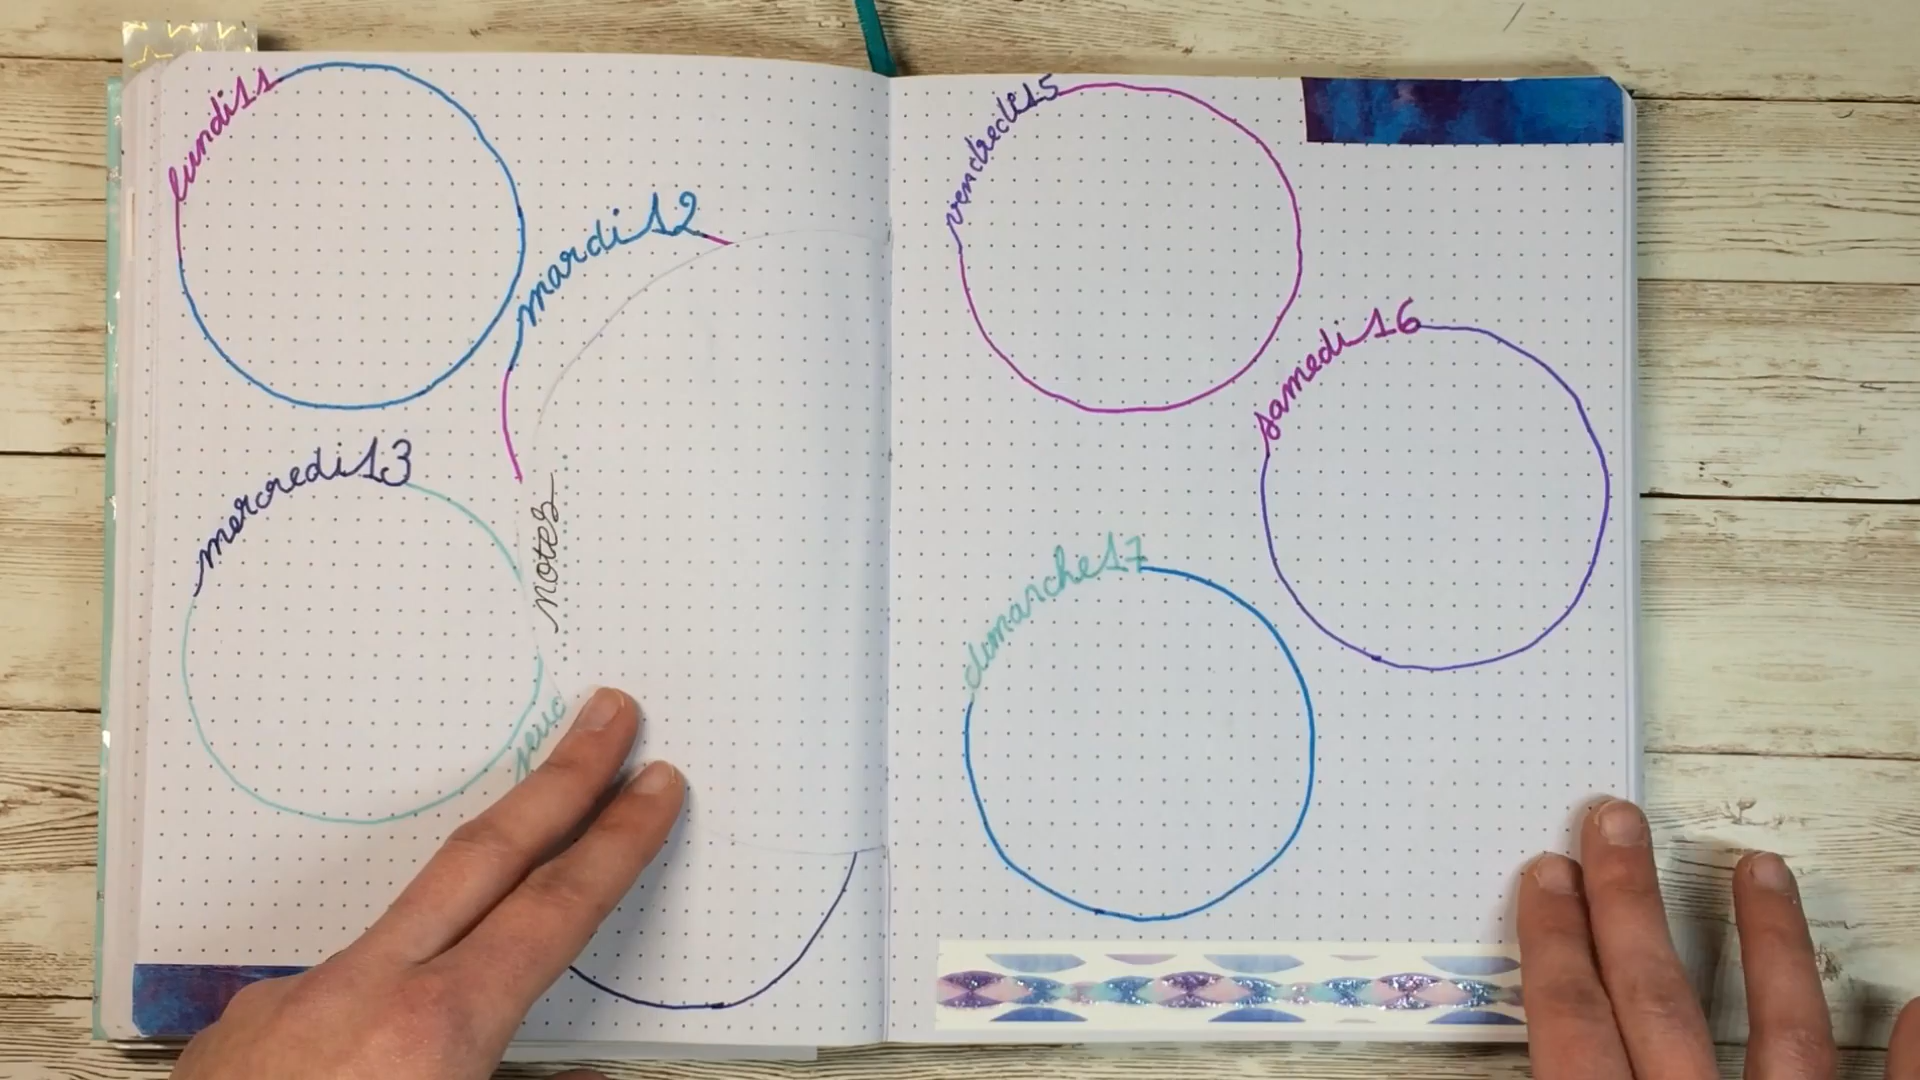 lundi 11
mardi 12
mercredi 13
notes
vendredi 15
samedi 16
dimanche 17